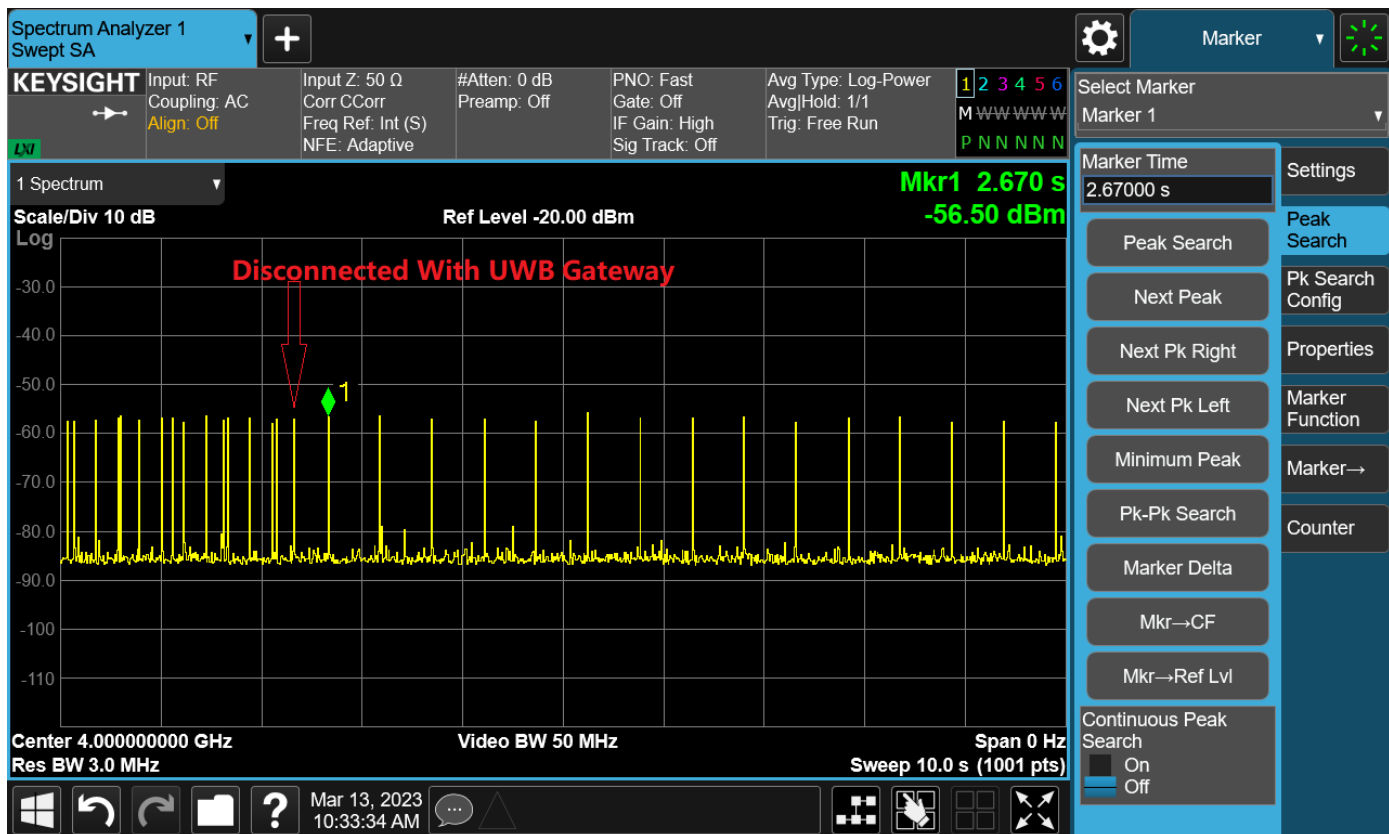 Spectrum Analyzer 1
Swept SA
+
Marker
KEYSIGHT
LXI
Input: RF
Coupling: AC
Align: Off
Input Z: 50 Ω
Corr CCorr
Freq Ref: Int (S)
NFE: Adaptive
#Atten: 0 dB
Preamp: Off
PNO: Fast
Gate: Off
IF Gain: High
Sig Track: Off
Avg Type: Log-Power
Avg|Hold: 1/1
Trig: Free Run
1 2 3 4 5 6
M W W W W W
P N N N N N
Select Marker
Marker 1
1 Spectrum
Mkr1 2.670 s
-56.50 dBm
Scale/Div 10 dB
Ref Level -20.00 dBm
Log
Disconnected With UWB Gateway
1
-30.0
-40.0
-50.0
-60.0
-70.0
-80.0
-90.0
-100
-110
Center 4.000000000 GHz
Video BW 50 MHz
Span 0 Hz
Res BW 3.0 MHz
Sweep 10.0 s (1001 pts)
Marker Time
2.67000 s
Peak Search
Next Peak
Next Pk Right
Next Pk Left
Minimum Peak
Pk-Pk Search
Marker Delta
Mkr→CF
Mkr→Ref Lvl
Continuous Peak
Search
On
Off
Settings
Peak
Search
Pk Search
Config
Properties
Marker
Function
Marker→
Counter
?
Mar 13, 2023
10:33:34 AM